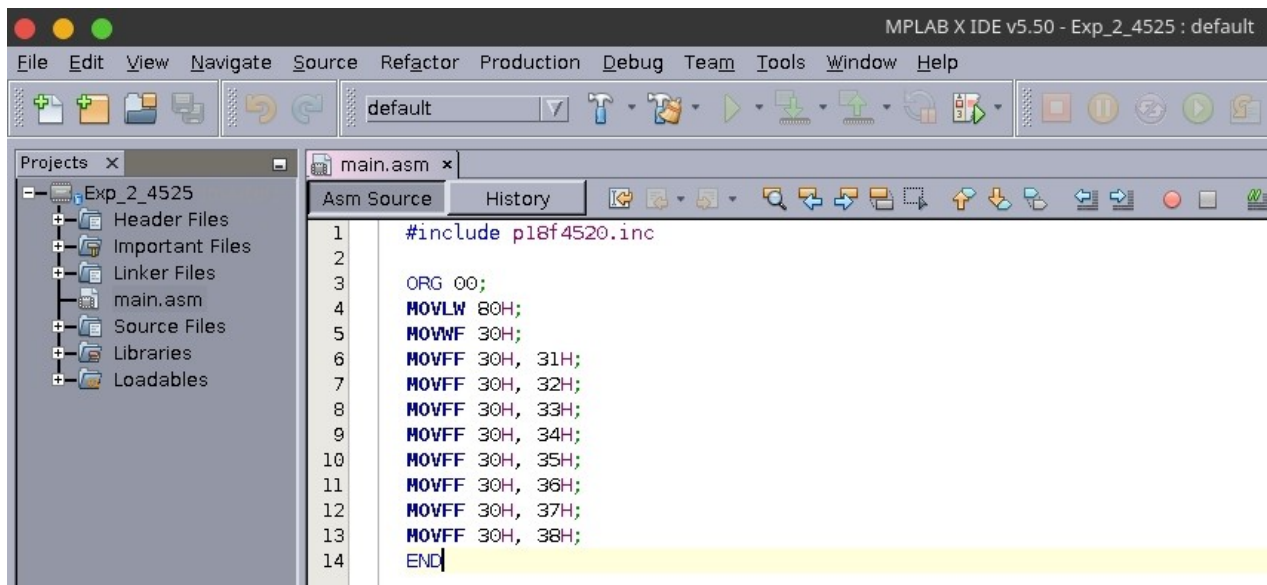 MPLAB X IDE v5.50 - Exp_2_4525 : default
File Edit View Navigate Source Refactor Production Debug Team Tools Window Help
default
Projects
main.asm
Exp_2_4525
Header Files
Important Files
Linker Files
main.asm
Source Files
Libraries
Loadables
Asm Source History
1 #include p18f4520.inc
2
3 ORG 00;
4 MOVLW 80H;
5 MOVWF 30H;
6 MOVFF 30H, 31H;
7 MOVFF 30H, 32H;
8 MOVFF 30H, 33H;
9 MOVFF 30H, 34H;
10 MOVFF 30H, 35H;
11 MOVFF 30H, 36H;
12 MOVFF 30H, 37H;
13 MOVFF 30H, 38H;
14 END